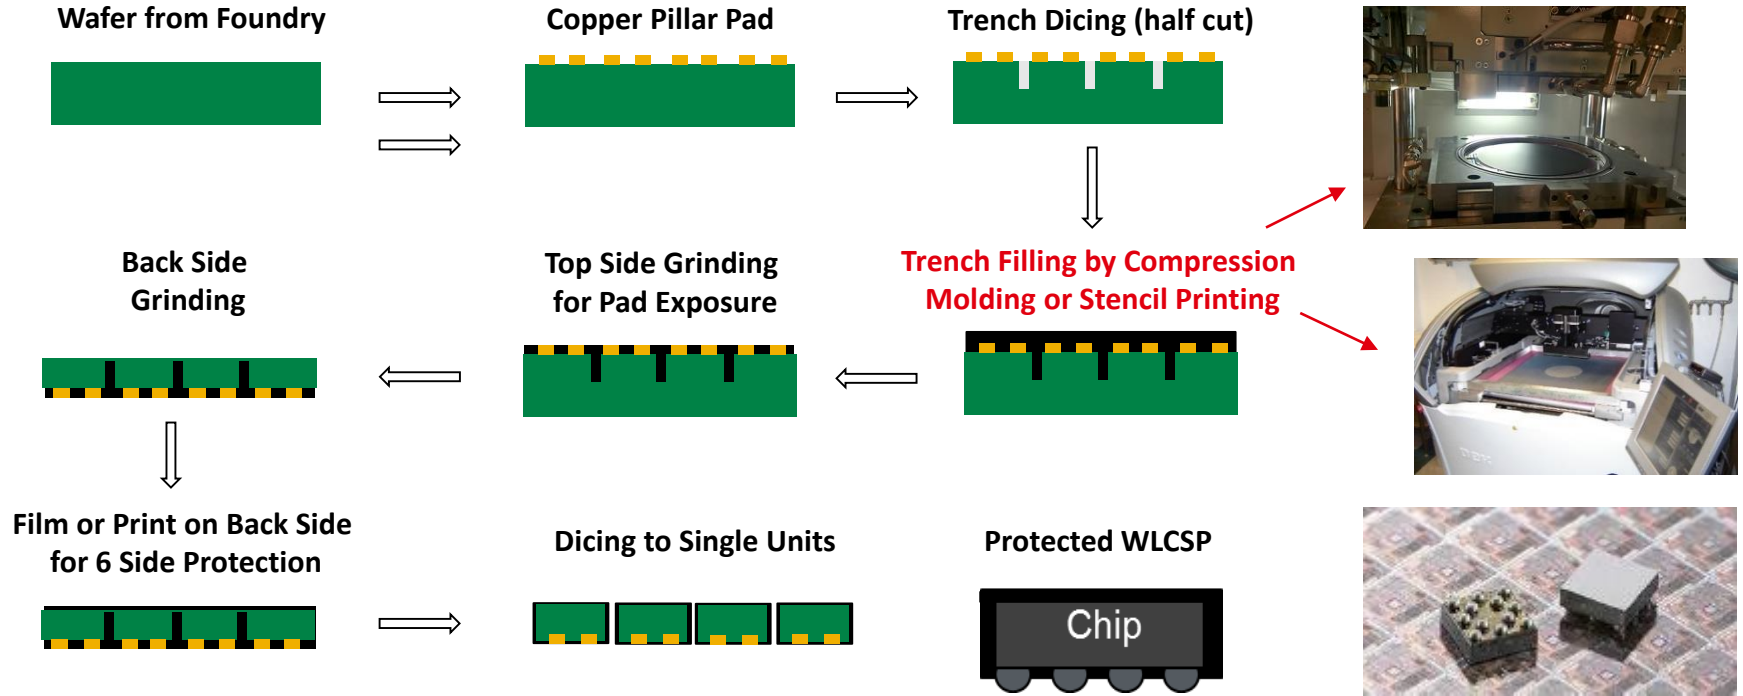 Wafer from Foundry
Copper Pillar Pad
Trench Dicing (half cut)
Back Side
Grinding
Top Side Grinding
for Pad Exposure
Trench Filling by Compression
Molding or Stencil Printing
Film or Print on Back Side
for 6 Side Protection
Dicing to Single Units
Protected WLCSP
Chip
DEK